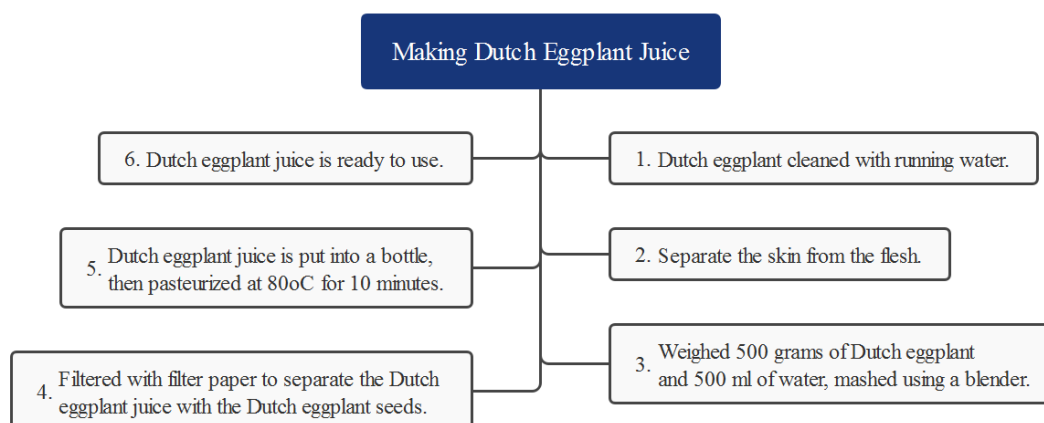 Making Dutch Eggplant Juice
1. Dutch eggplant cleaned with running water.
2. Separate the skin from the flesh.
3. Weighed 500 grams of Dutch eggplant
and 500 ml of water, mashed using a blender.
4. Filtered with filter paper to separate the Dutch
eggplant juice with the Dutch eggplant seeds.
5. Dutch eggplant juice is put into a bottle,
then pasteurized at 80oC for 10 minutes.
6. Dutch eggplant juice is ready to use.